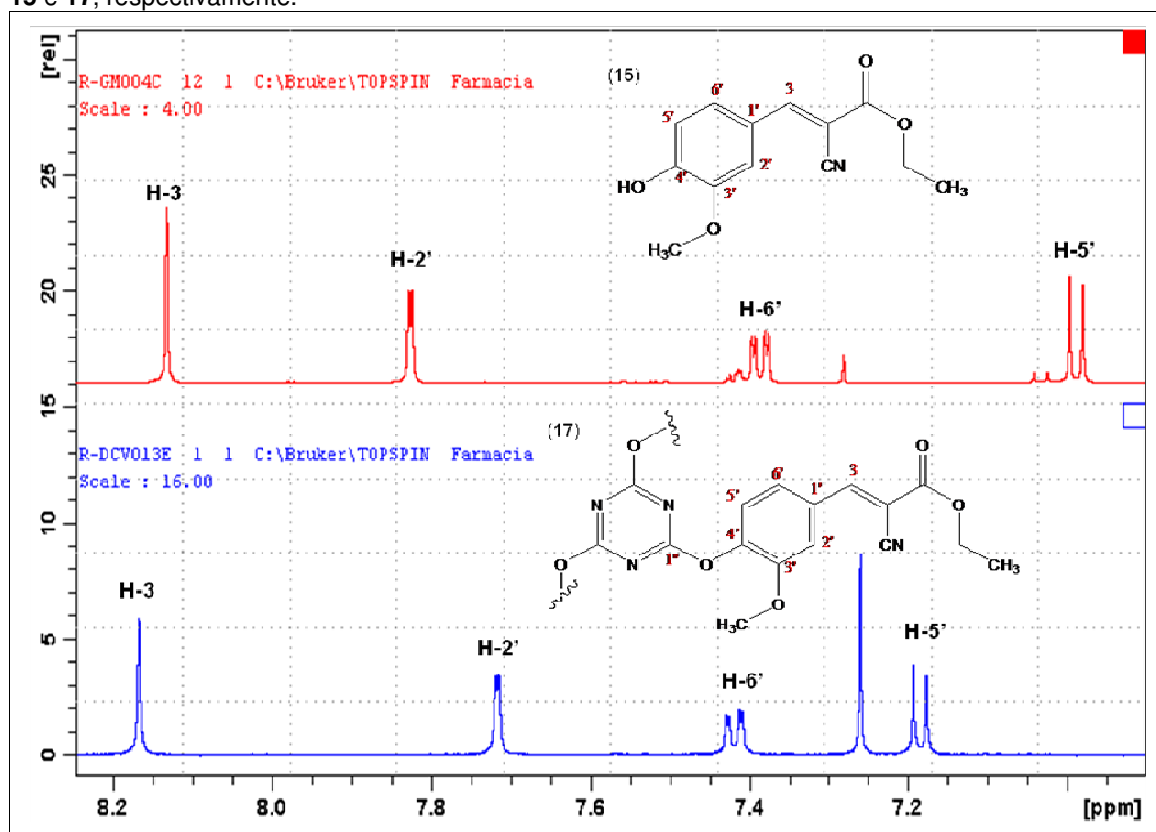 15 e 17, respectivamente.
[rel]
R-GM004C 12 1 C:\Bruker\TOPSPIN Farmacia
Scale : 4.00
(15)
6'
1'
3
O
5'
2'
O
4'
CN
HO
3'
CH₃
O
H₃C
H-3
H-2'
H-6'
H-5'
25
20
15
R-DCV013E 1 1 C:\Bruker\TOPSPIN Farmacia
Scale : 16.00
(17)
O
6'
3
O
5'
1'
N
N
O
4'
2'
CN
1''
CH₃
O
N
O
3'
H₃C
O
H-3
H-2'
H-6'
H-5'
10
5
0
8.2 8.0 7.8 7.6 7.4 7.2 [ppm]